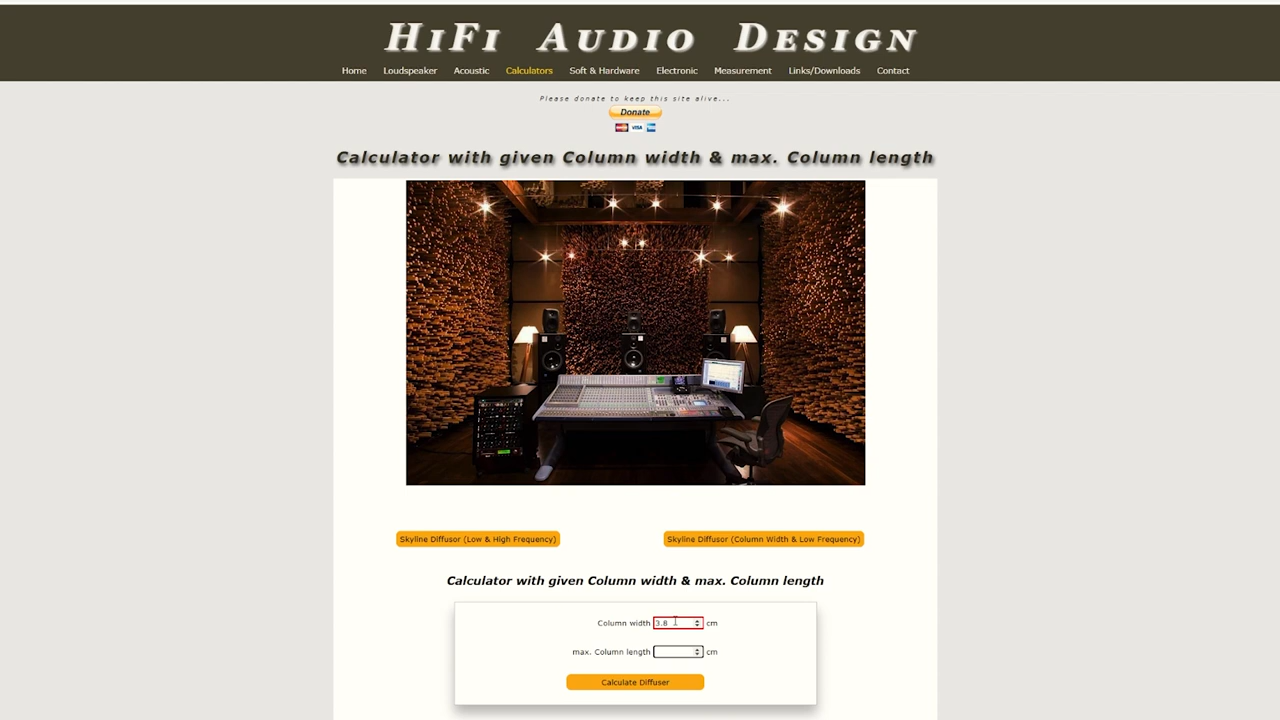 HiFi Audio Design
Home Loudspeaker Acoustic Calculators Soft & Hardware Electronic Measurement Links/Downloads Contact
Please donate to keep this site alive...
Donate
VISA
Calculator with given Column width & max. Column length
Skyline Diffusor (Low & High Frequency) Skyline Diffusor (Column Width & Low Frequency)
Calculator with given Column width & max. Column length
Column width 3.8 cm
max. Column length cm
Calculate Diffuser